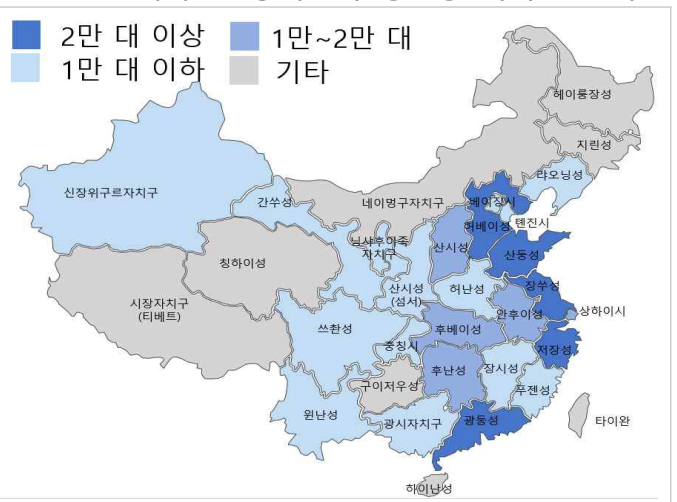 2만 대 이상
1만~2만 대
1만 대 이하
기타
헤이룽장성
지린성
랴오닝성
신장위구르자치구
간쑤성
네이멍구자치구
베이징시
허베이성
톈진시
닝샤후이족
자치구
산시성
산둥성
칭하이성
산시성
(섬서)
허난성
장쑤성
시장자치구
(티베트)
안후이성
상하이시
쓰촨성
충칭시
후베이성
저장성
구이저우성
후난성
장시성
푸젠성
윈난성
광시자치구
광둥성
타이완
하이난성